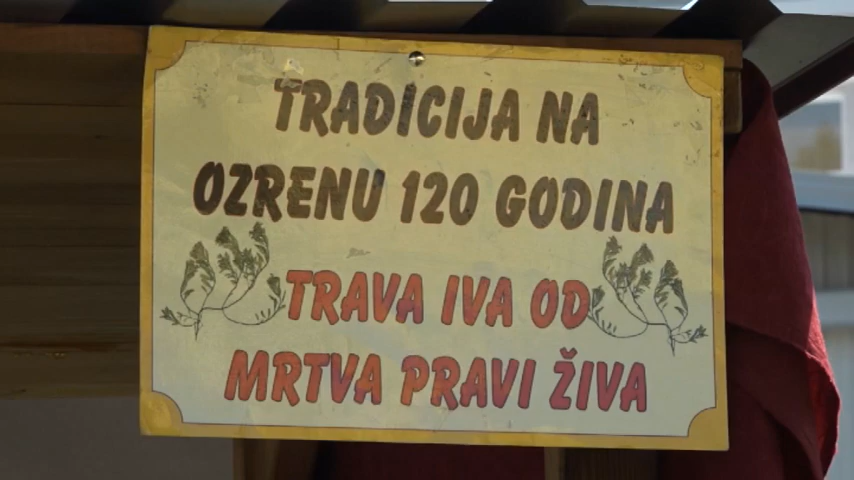 TRADICIJA NA
OZRENU 120 GODINA
TRAVA IVA OD
MRTVA PRAVI ŽIVA